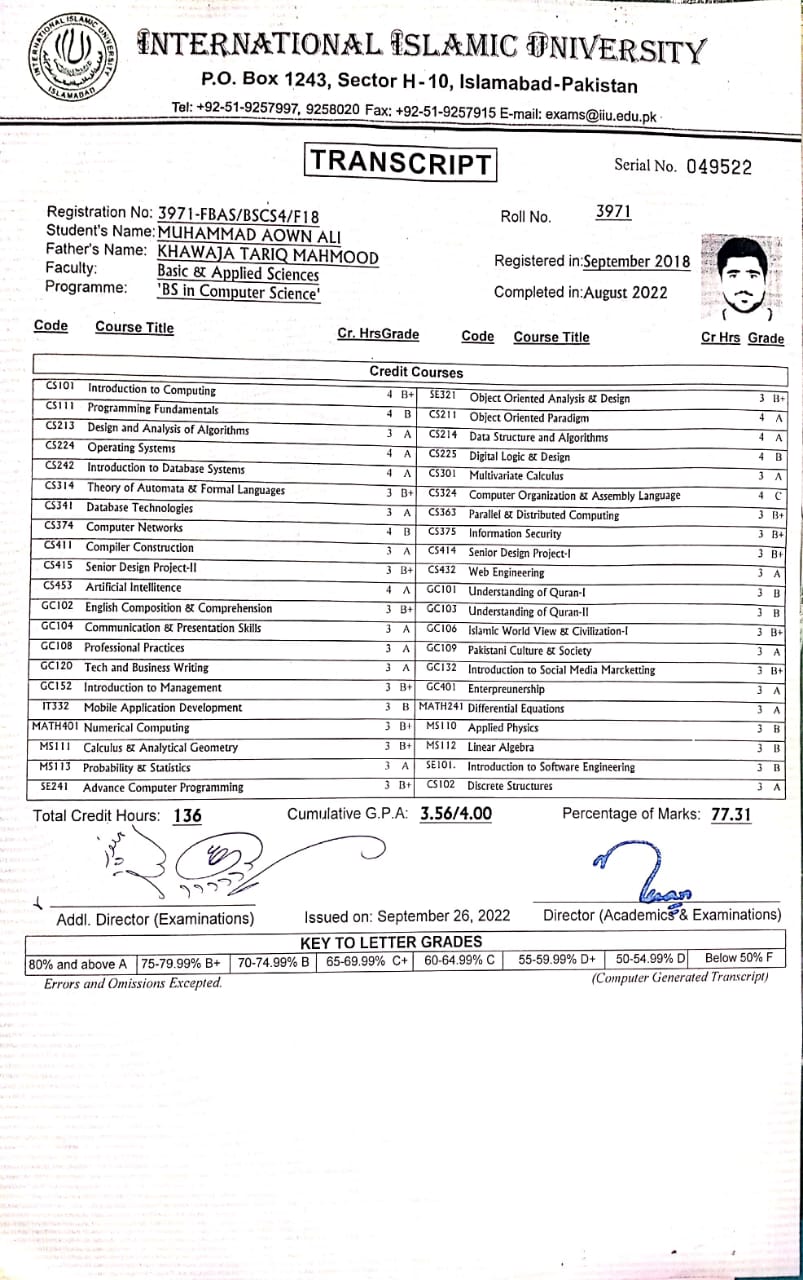 INTERNATIONAL ISLAMIC UNIVERSITY
INTERNATIONAL ISLAMIC UNIVERSITY
ISLAMABAD
P.O. Box 1243, Sector H-10, Islamabad-Pakistan
Tel: +92-51-9257997, 9258020 Fax: +92-51-9257915 E-mail: exams@iiu.edu.pk
TRANSCRIPT
Serial No. 049522
Registration No: 3971-FBAS/BSCS4/F18
Roll No. 3971
Student's Name: MUHAMMAD AOWN ALI
Father's Name: KHAWAJA TARIQ MAHMOOD
Registered in: September 2018
Faculty: Basic & Applied Sciences
Programme: 'BS in Computer Science'
Completed in: August 2022
Code Course Title Cr. HrsGrade Code Course Title Cr Hrs Grade
Credit Courses
CS101 Introduction to Computing 4 B+ SE321 Object Oriented Analysis & Design 3 B+
CS111 Programming Fundamentals 4 B CS211 Object Oriented Paradigm 4 A
CS213 Design and Analysis of Algorithms 3 A CS214 Data Structure and Algorithms 4 A
CS224 Operating Systems 4 A CS225 Digital Logic & Design 4 B
CS242 Introduction to Database Systems 4 A CS301 Multivariate Calculus 3 A
CS314 Theory of Automata & Formal Languages 3 B+ CS324 Computer Organization & Assembly Language 4 C
CS341 Database Technologies 3 A CS363 Parallel & Distributed Computing 3 B+
CS374 Computer Networks 4 B CS375 Information Security 3 B+
CS411 Compiler Construction 3 A CS414 Senior Design Project-I 3 B+
CS415 Senior Design Project-II 3 B+ CS432 Web Engineering 3 A
CS453 Artificial Intellitence 4 A GC101 Understanding of Quran-I 3 B
GC102 English Composition & Comprehension 3 B+ GC103 Understanding of Quran-II 3 B
GC104 Communication & Presentation Skills 3 A GC106 Islamic World View & Civilization-I 3 B+
GC108 Professional Practices 3 A GC109 Pakistani Culture & Society 3 A
GC120 Tech and Business Writing 3 A GC132 Introduction to Social Media Marcketting 3 B+
GC152 Introduction to Management 3 B+ GC401 Enterpreunership 3 A
IT332 Mobile Application Development 3 B MATH241 Differential Equations 3 A
MATH401 Numerical Computing 3 B+ MS110 Applied Physics 3 B
MS111 Calculus & Analytical Geometry 3 B+ MS112 Linear Algebra 3 B
MS113 Probability & Statistics 3 A SE101. Introduction to Software Engineering 3 B
SE241 Advance Computer Programming 3 B+ CS102 Discrete Structures 3 A
Total Credit Hours: 136 Cumulative G.P.A: 3.56/4.00 Percentage of Marks: 77.31
Addl. Director (Examinations) Issued on: September 26, 2022 Director (Academics & Examinations)
KEY TO LETTER GRADES
80% and above A 75-79.99% B+ 70-74.99% B 65-69.99% C+ 60-64.99% C 55-59.99% D+ 50-54.99% D Below 50% F
Errors and Omissions Excepted. (Computer Generated Transcript)